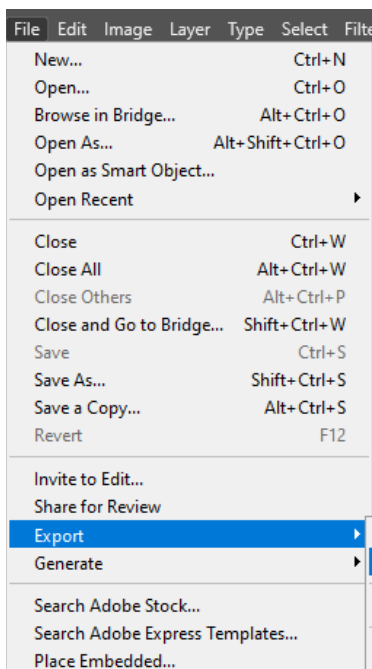 File Edit Image Layer Type Select Filte
New... Ctrl+N
Open... Ctrl+O
Browse in Bridge... Alt+Ctrl+O
Open As... Alt+Shift+Ctrl+O
Open as Smart Object...
Open Recent
Close Ctrl+W
Close All Alt+Ctrl+W
Close Others Alt+Ctrl+P
Close and Go to Bridge... Shift+Ctrl+W
Save Ctrl+S
Save As... Shift+Ctrl+S
Save a Copy... Alt+Ctrl+S
Revert F12
Invite to Edit...
Share for Review
Export
Generate
Search Adobe Stock...
Search Adobe Express Templates...
Place Embedded...